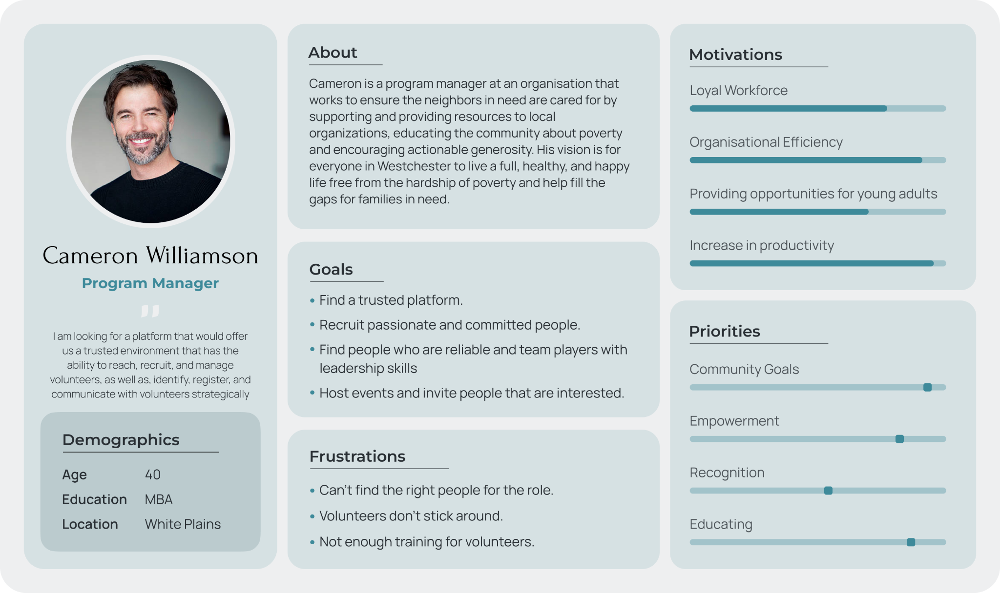 Cameron Williamson
Program Manager
"
I am looking for a platform that would offer
us a trusted environment that has the
ability to reach, recruit, and manage
volunteers, as well as, identify, register, and
communicate with volunteers strategically
Demographics
Age 40
Education MBA
Location White Plains
About
Cameron is a program manager at an organisation that
works to ensure the neighbors in need are cared for by
supporting and providing resources to local
organizations, educating the community about poverty
and encouraging actionable generosity. His vision is for
everyone in Westchester to live a full, healthy, and happy
life free from the hardship of poverty and help fill the
gaps for families in need.
Goals
• Find a trusted platform.
• Recruit passionate and committed people.
• Find people who are reliable and team players with
leadership skills
• Host events and invite people that are interested.
Frustrations
• Can’t find the right people for the role.
• Volunteers don’t stick around.
• Not enough training for volunteers.
Motivations
Loyal Workforce
Organisational Efficiency
Providing opportunities for young adults
Increase in productivity
Priorities
Community Goals
Empowerment
Recognition
Educating